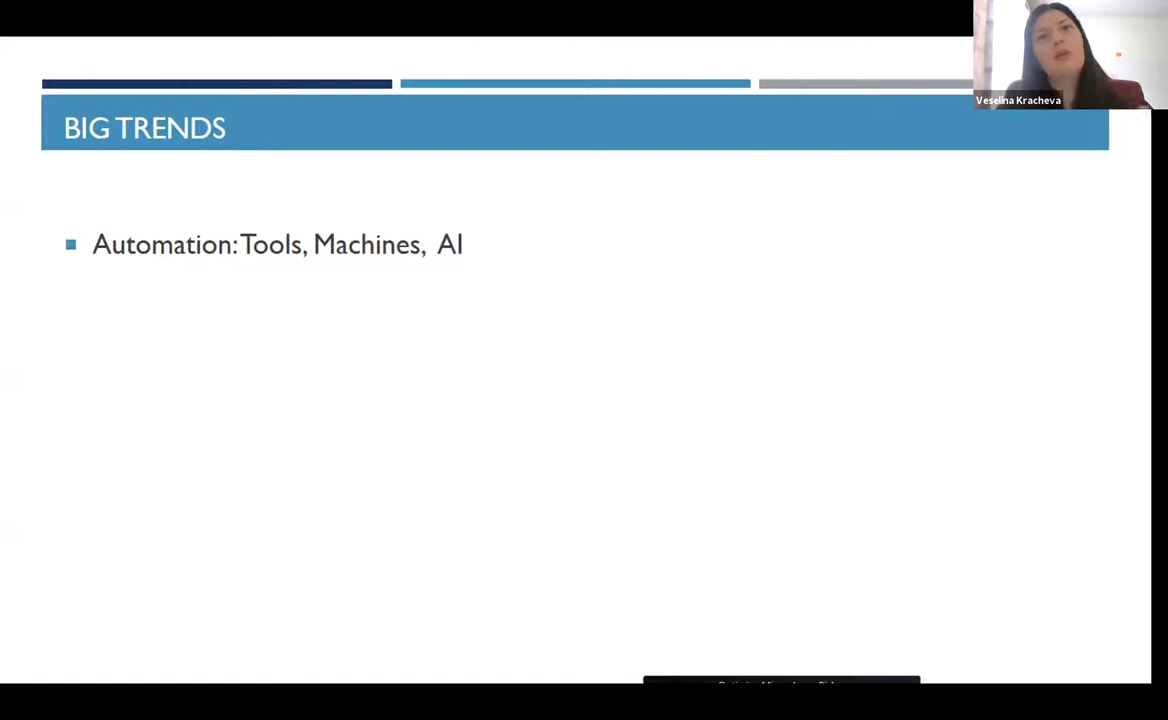 Veselina Kracheva
BIG TRENDS
Automation: Tools, Machines, AI